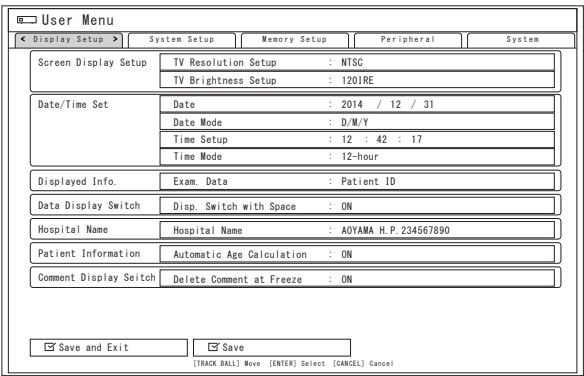 User Menu
< Display Setup > System Setup Memory Setup Peripheral System
Screen Display Setup TV Resolution Setup : NTSC
TV Brightness Setup : 120IRE
Date/Time Set Date : 2014 / 12 / 31
Date Mode : D/M/Y
Time Setup : 12 : 42 : 17
Time Mode : 12-hour
Displayed Info. Exam. Data : Patient ID
Data Display Switch Disp. Switch with Space : ON
Hospital Name Hospital Name : AOYAMA H.P.234567890
Patient Information Automatic Age Calculation : ON
Comment Display Seitch Delete Comment at Freeze : ON
Save and Exit Save
[TRACK BALL] Move [ENTER] Select [CANCEL] Cancel